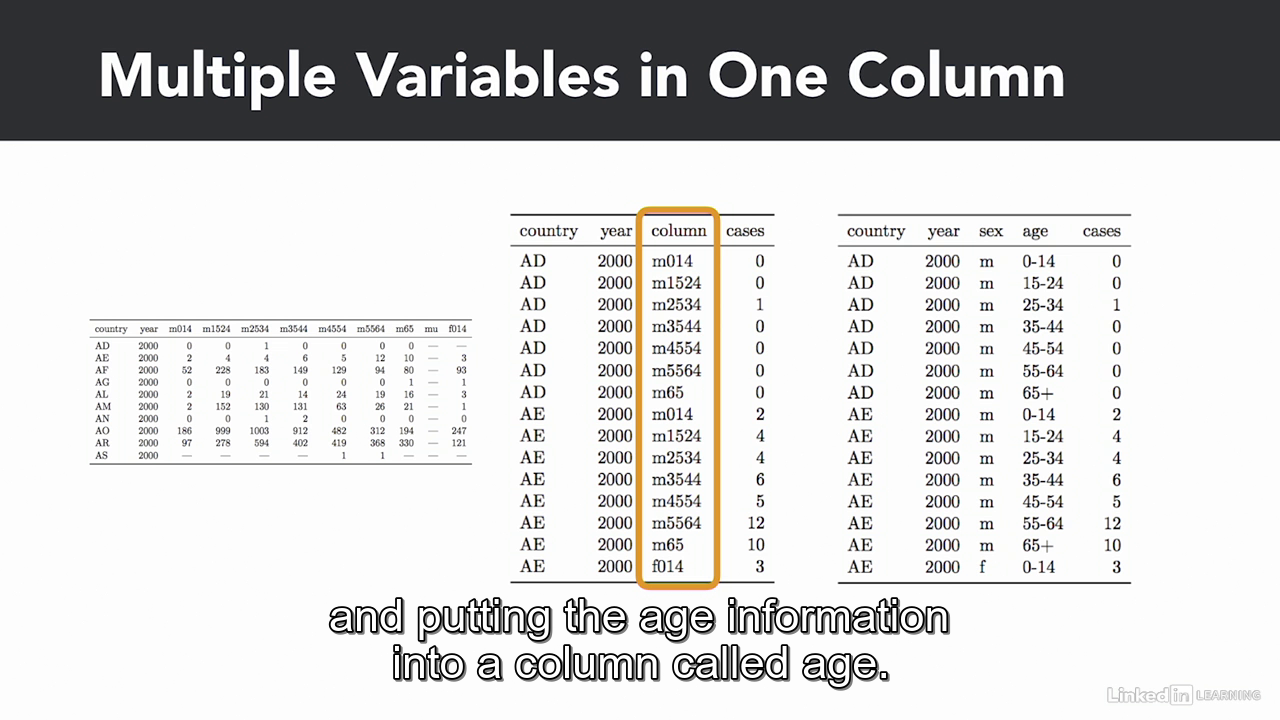 Multiple Variables in One Column
country year m014 m1524 m2534 m3544 m4554 m5564 m65 mu f014
AD 2000 0 0 1 0 0 0 0 — —
AE 2000 2 4 4 6 5 12 10 — 3
AF 2000 52 228 183 149 129 94 80 — 93
AG 2000 0 0 0 0 0 0 1 — 1
AL 2000 2 19 21 14 24 19 16 — 3
AM 2000 2 152 130 131 63 26 21 — 1
AN 2000 0 0 1 2 0 0 0 — 0
AO 2000 186 999 1003 912 482 312 194 — 247
AR 2000 97 278 594 402 419 368 330 — 121
AS 2000 — — — — 1 1 — — —
country year column cases
AD 2000 m014 0
AD 2000 m1524 0
AD 2000 m2534 1
AD 2000 m3544 0
AD 2000 m4554 0
AD 2000 m5564 0
AD 2000 m65 0
AE 2000 m014 2
AE 2000 m1524 4
AE 2000 m2534 4
AE 2000 m3544 6
AE 2000 m4554 5
AE 2000 m5564 12
AE 2000 m65 10
AE 2000 f014 3
country year sex age cases
AD 2000 m 0-14 0
AD 2000 m 15-24 0
AD 2000 m 25-34 1
AD 2000 m 35-44 0
AD 2000 m 45-54 0
AD 2000 m 55-64 0
AD 2000 m 65+ 0
AE 2000 m 0-14 2
AE 2000 m 15-24 4
AE 2000 m 25-34 4
AE 2000 m 35-44 6
AE 2000 m 45-54 5
AE 2000 m 55-64 12
AE 2000 m 65+ 10
AE 2000 f 0-14 3
and putting the age information
into a column called age.
Linked in LEARNING